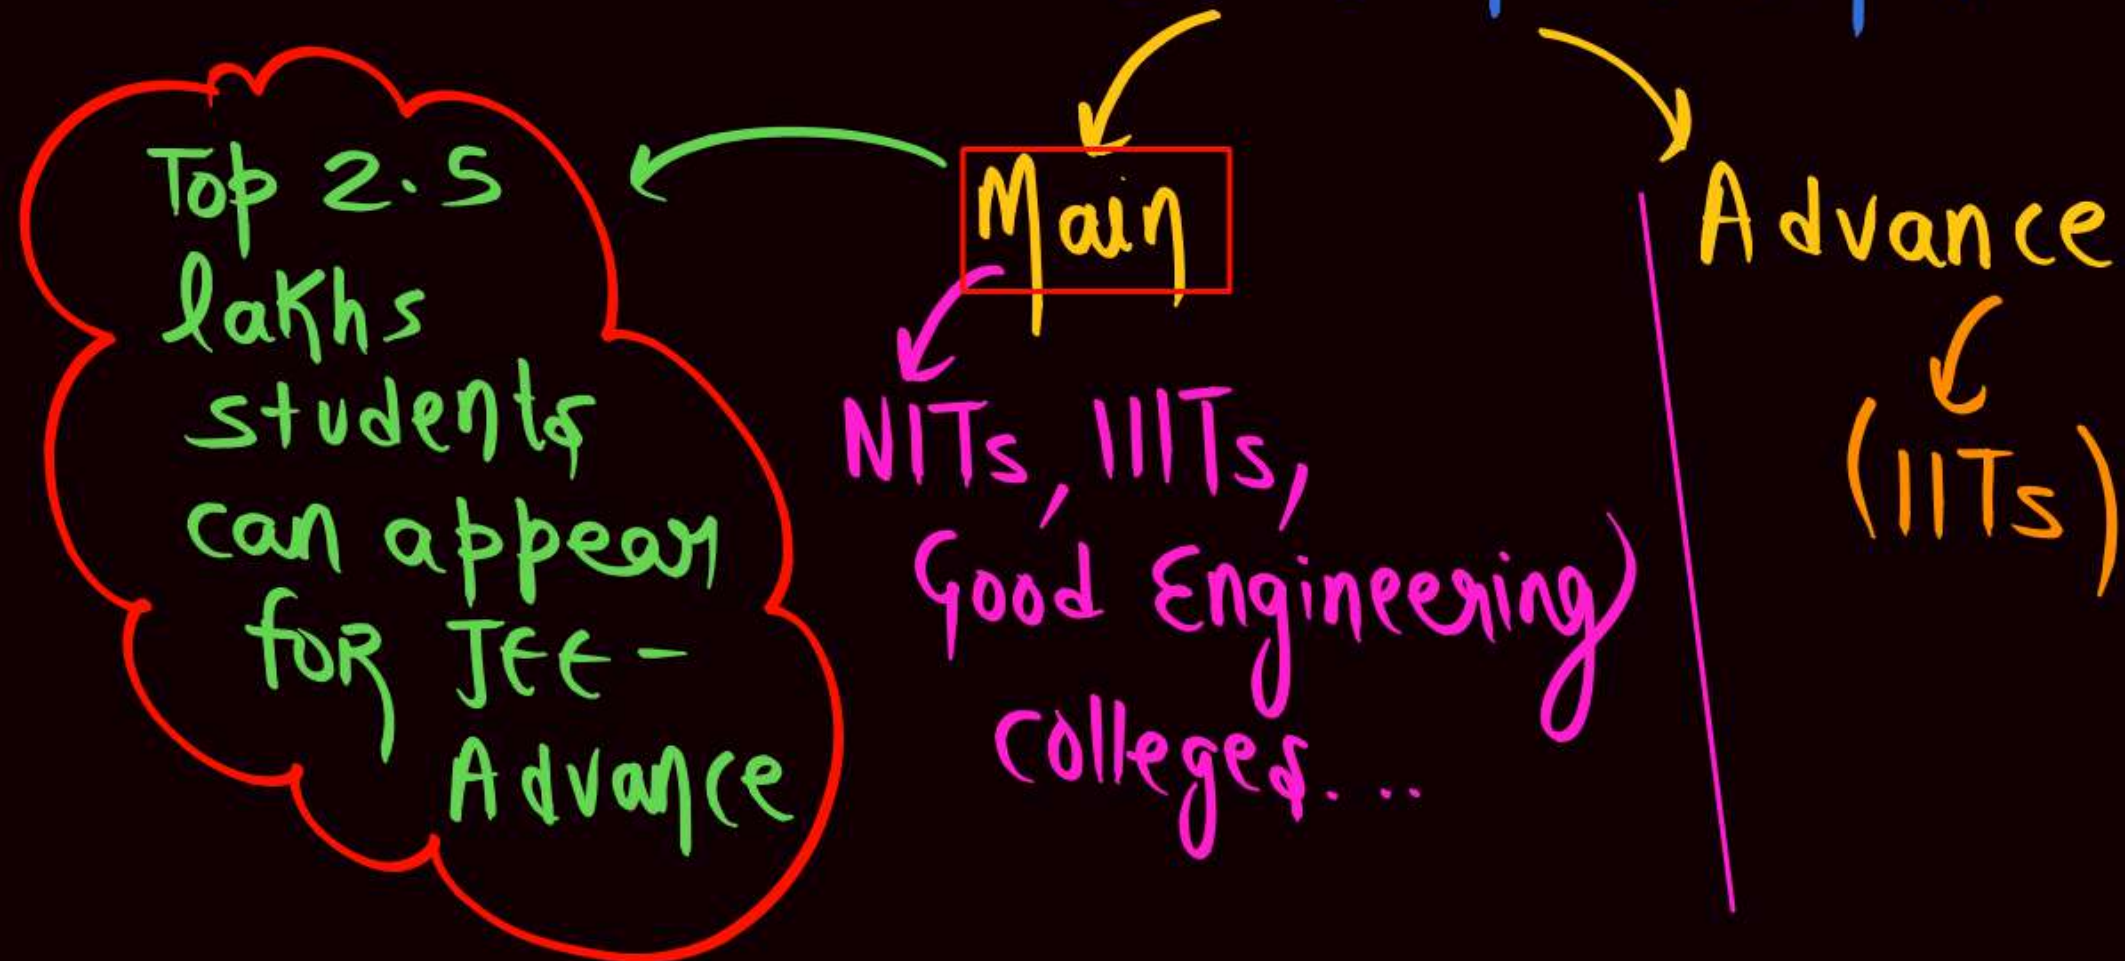 Main
Advance
Top 2.5
lakhs
students
can appear
for JEE-
Advance
NITs, IIITs,
Good Engineering
Colleges...
(IITs)